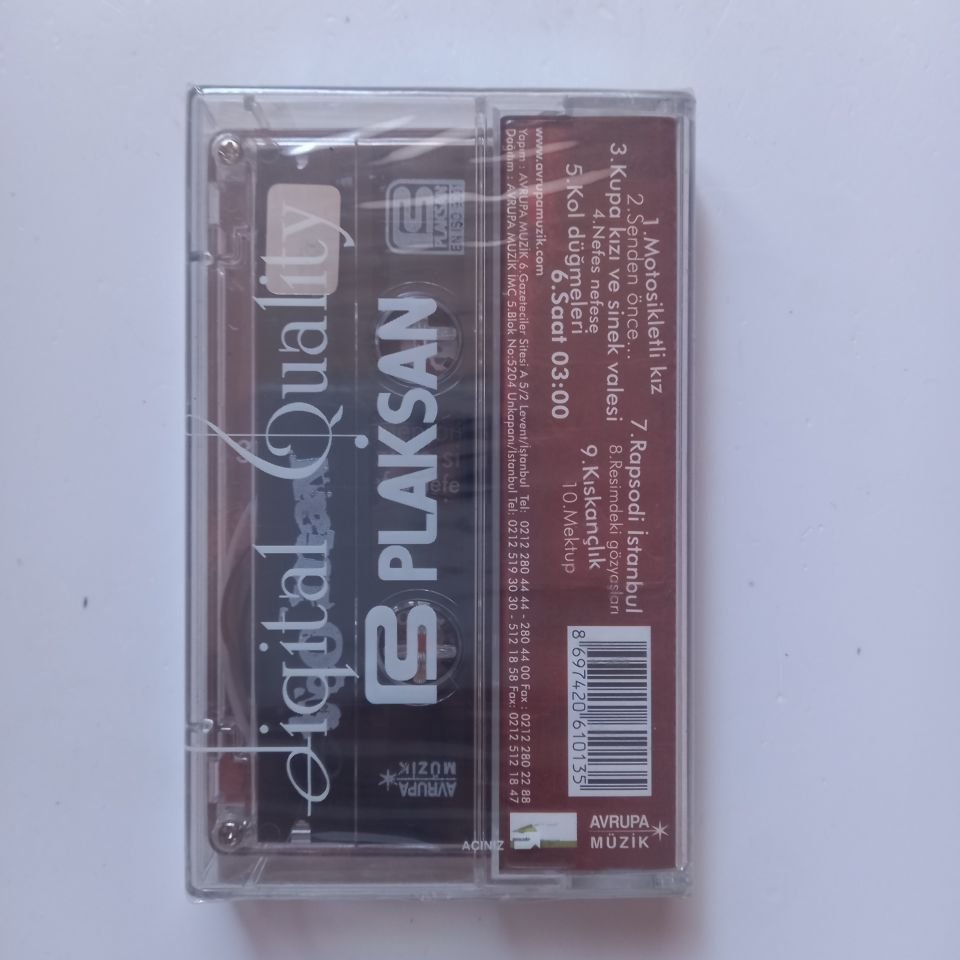 1.Motosikletli kız
2.Senden önce...
3.Kupa kızı ve sinek valesi
4.Nefes nefese
5.Kol düğmeleri
6.Saat 03:00
7.Rapsodi İstanbul
8.Resimdeki gözyaşları
9.Kıskançlık
10.Mektup
www.avrupamuzik.com
Yapım : AVRUPA MÜZİK 6.Gazeteciler Sitesi A 5/2 Levent/İstanbul Tel: 0212 280 44 44 - 280 44 00 Fax : 0212 280 22 88
Dağıtım : AVRUPA MÜZİK İMÇ 5.Blok No:5204 Unkapanı/İstanbul Tel: 0212 519 30 30 - 512 18 58 Fax: 0212 512 18 47
8 697420 610135
AVRUPA
MÜZİK
AÇINIZ
PLAKSAN
Digital Quality
AVRUPA
MÜZİK